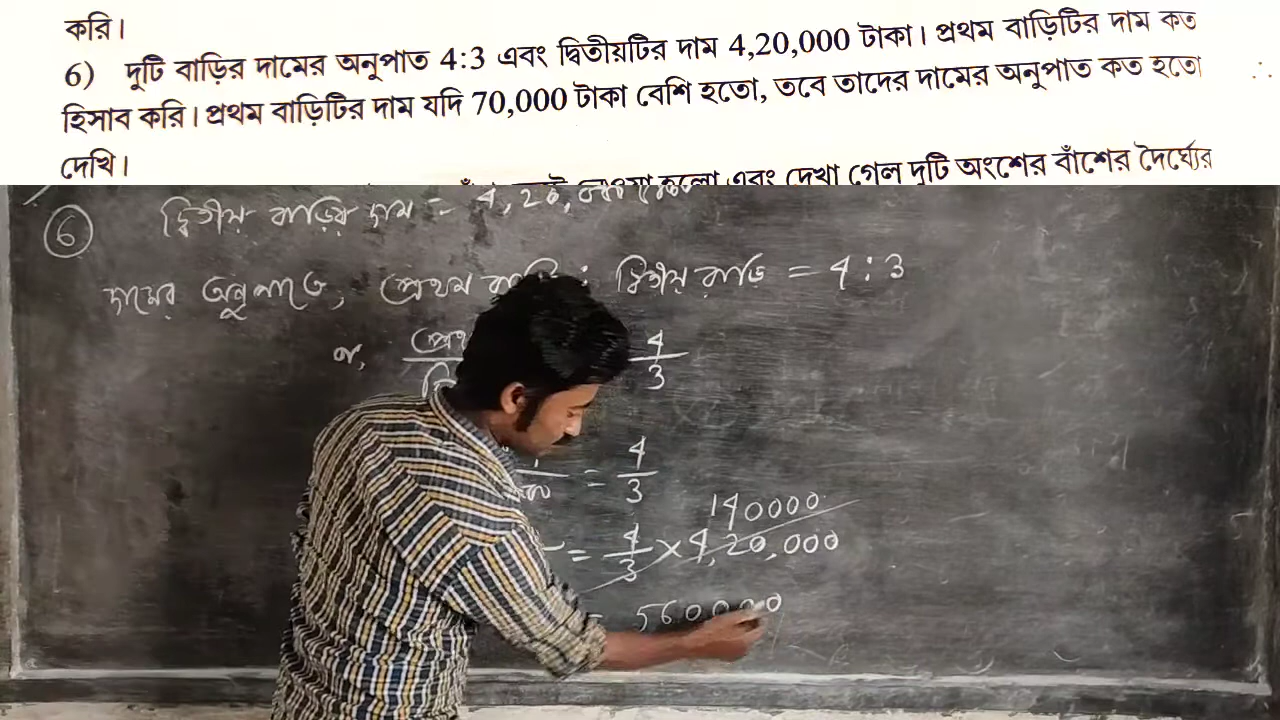 করি।
6) দুটি বাড়ির দামের অনুপাত 4:3 এবং দ্বিতীয়টির দাম 4,20,000 টাকা। প্রথম বাড়িটির দাম কত
হিসাব করি। প্রথম বাড়িটির দাম যদি 70,000 টাকা বেশি হতো, তবে তাদের দামের অনুপাত কত হতো
দেখি।
এবং দেখা গেল দুটি অংশের বাঁশের দৈর্ঘ্যের
6 দ্বিতীয় বাড়ির দাম = 4,20,000
দামের অনুপাতে, প্রথম : দ্বিতীয় বাড়ি = 4:3
বা, 4/3
= 4/3
140000
= 4/3 × 4,20,000
= 560000